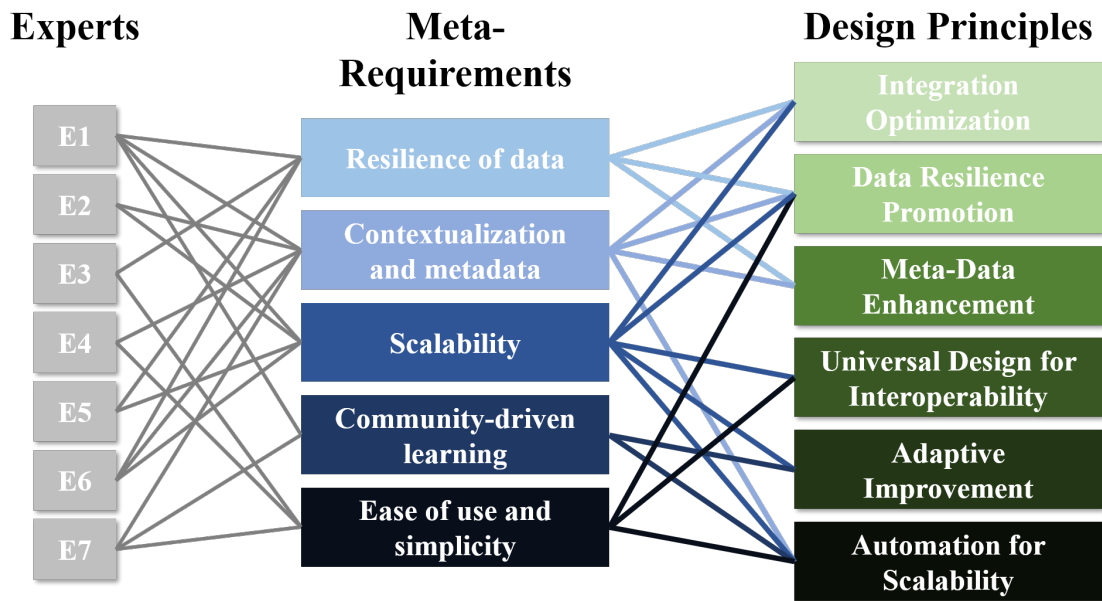 Experts
E1
E2
E3
E4
E5
E6
E7
Meta-
Requirements
Resilience of data
Contextualization
and metadata
Scalability
Community-driven
learning
Ease of use and
simplicity
Design Principles
Integration
Optimization
Data Resilience
Promotion
Meta-Data
Enhancement
Universal Design for
Interoperability
Adaptive
Improvement
Automation for
Scalability